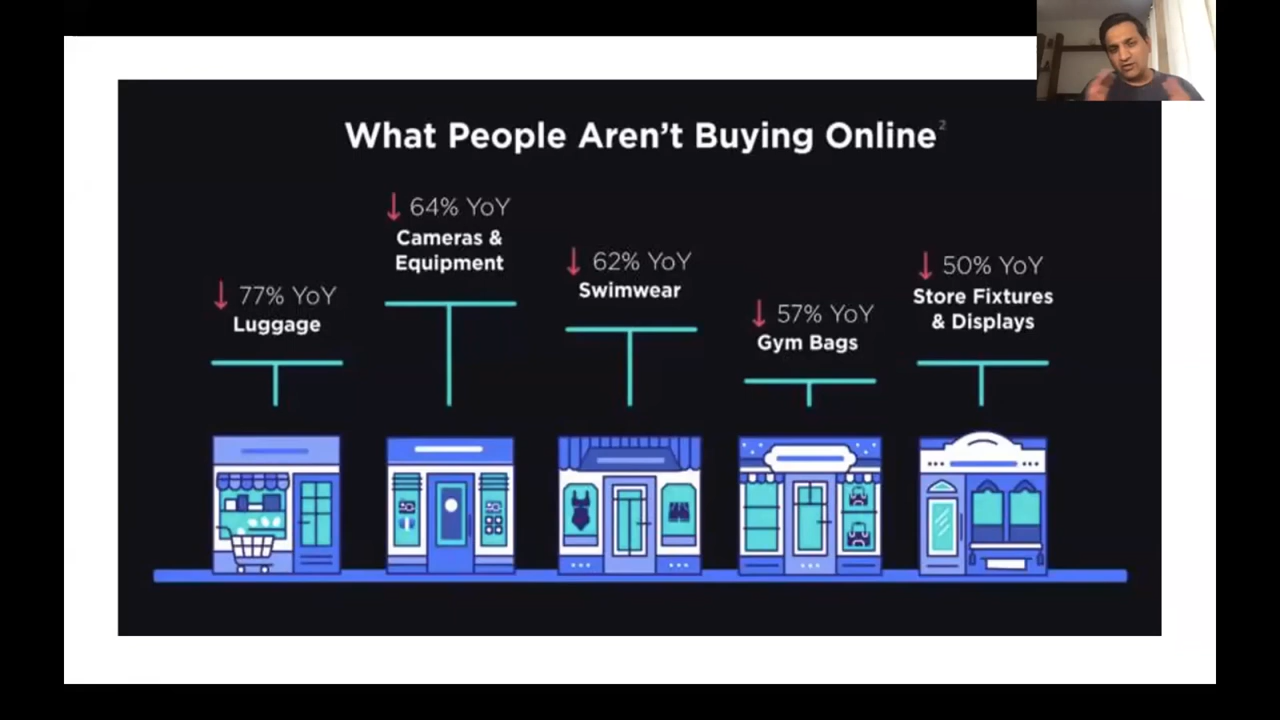 What People Aren't Buying Online²
↓ 77% YoY
Luggage
↓ 64% YoY
Cameras &
Equipment
↓ 62% YoY
Swimwear
↓ 57% YoY
Gym Bags
↓ 50% YoY
Store Fixtures
& Displays